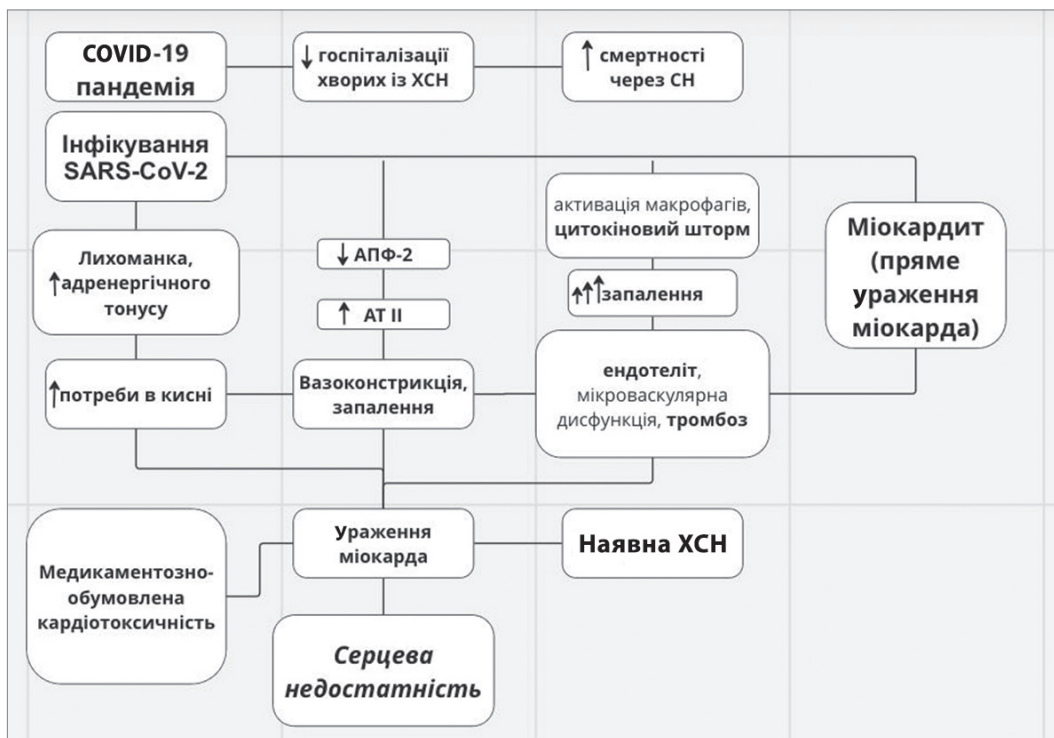 COVID-19
пандемія
↓ госпіталізації
хворих із ХСН
↑ смертності
через СН
Інфікування
SARS-CoV-2
активація макрофагів,
цитокіновий шторм
Міокардит
(пряме
ураження
міокарда)
Лихоманка,
↑адренергічного
тонусу
↓ АПФ-2
↑↑↑запалення
↑ АТ II
↑потреби в кисні
Вазоконстрикція,
запалення
ендотеліт,
мікроваскулярна
дисфункція, тромбоз
Ураження
міокарда
Наявна ХСН
Медикаментозно-
обумовлена
кардіотоксичність
Серцева
недостатність